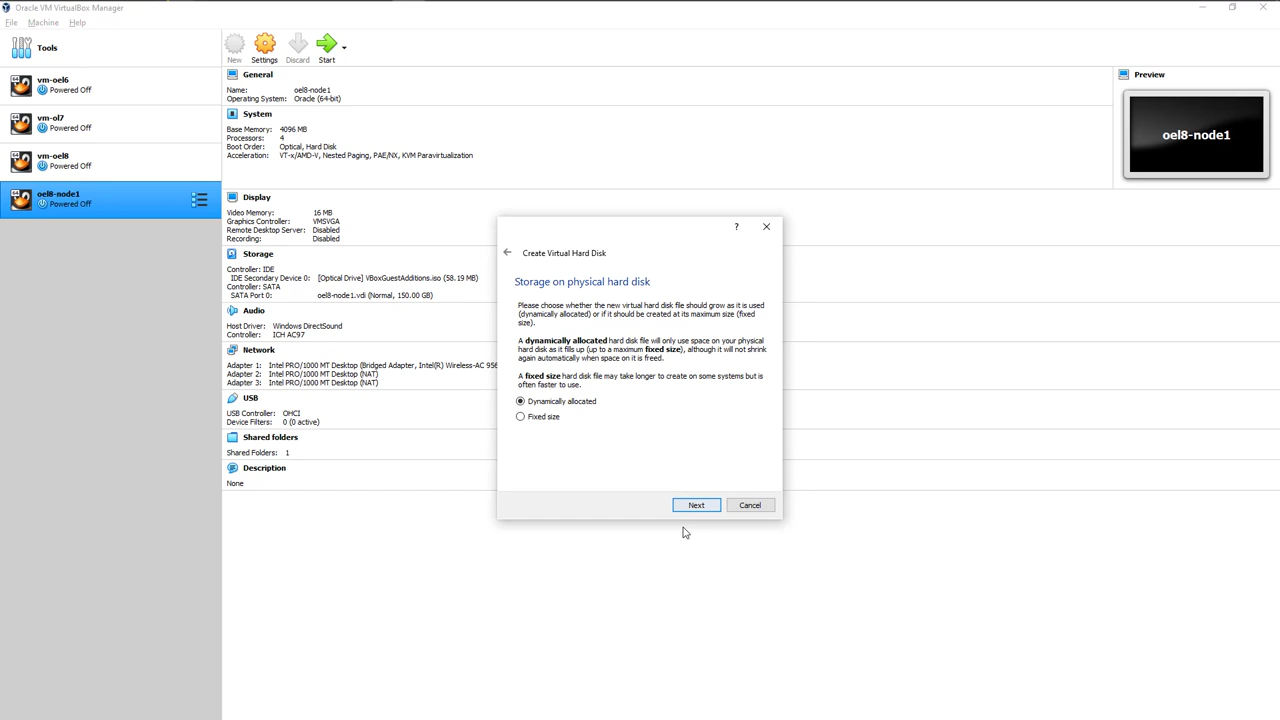 Oracle VM VirtualBox Manager
File Machine Help
Tools
vm-oel6
Powered Off
vm-ol7
Powered Off
vm-oel8
Powered Off
oel8-node1
Powered Off
New Settings Discard Start
General
Name: oel8-node1
Operating System: Oracle (64-bit)
System
Base Memory: 4096 MB
Processors: 4
Boot Order: Optical, Hard Disk
Acceleration: VT-x/AMD-V, Nested Paging, PAE/NX, KVM Paravirtualization
Preview
oel8-node1
Display
Video Memory: 16 MB
Graphics Controller: VMSVGA
Remote Desktop Server: Disabled
Recording: Disabled
Storage
Controller: IDE
IDE Secondary Device 0: [Optical Drive] VBoxGuestAdditions.iso (58.19 MB)
Controller: SATA
SATA Port 0: oel8-node1.vdi (Normal, 150.00 GB)
Audio
Host Driver: Windows DirectSound
Controller: ICH AC97
Network
Adapter 1: Intel PRO/1000 MT Desktop (Bridged Adapter, Intel(R) Wireless-AC 956
Adapter 2: Intel PRO/1000 MT Desktop (NAT)
Adapter 3: Intel PRO/1000 MT Desktop (NAT)
USB
USB Controller: OHCI
Device Filters: 0 (0 active)
Shared folders
Shared Folders: 1
Description
None
?
Create Virtual Hard Disk
Storage on physical hard disk
Please choose whether the new virtual hard disk file should grow as it is used
(dynamically allocated) or if it should be created at its maximum size (fixed
size).
A dynamically allocated hard disk file will only use space on your physical
hard disk as it fills up (up to a maximum fixed size), although it will not shrink
again automatically when space on it is freed.
A fixed size hard disk file may take longer to create on some systems but is
often faster to use.
Dynamically allocated
Fixed size
Next Cancel